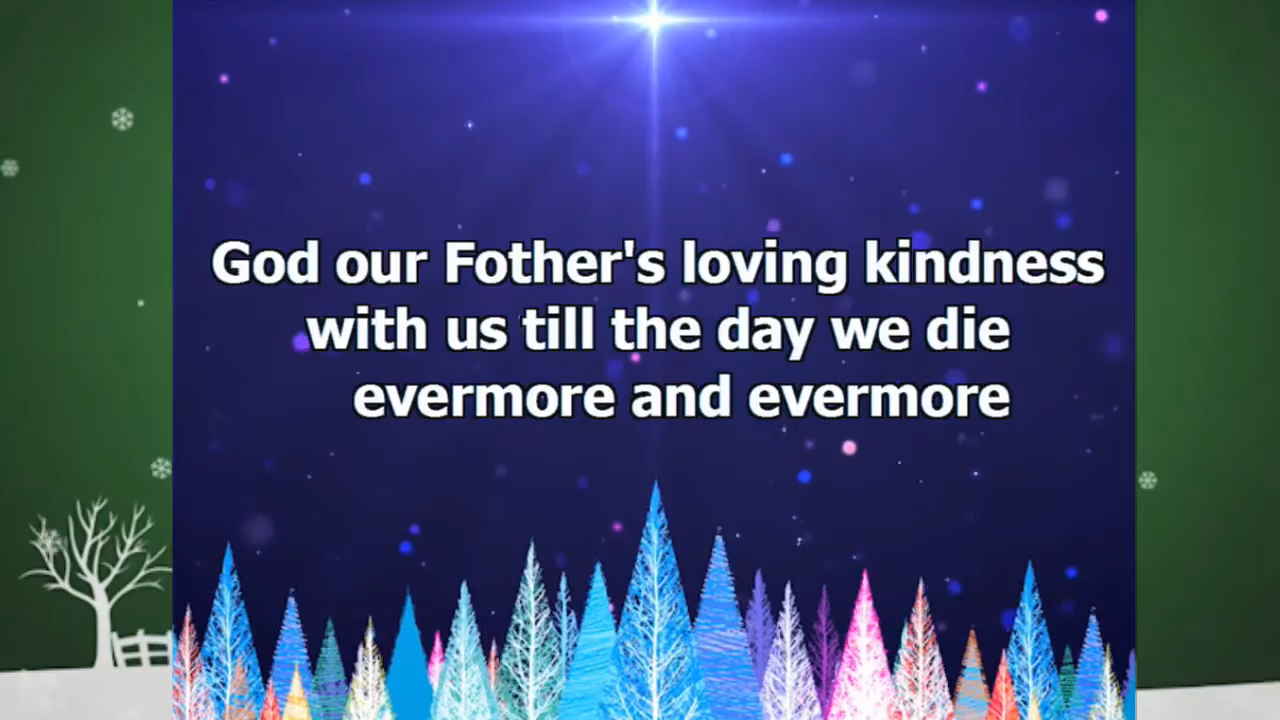 God our Fother's loving kindness
with us till the day we die
evermore and evermore